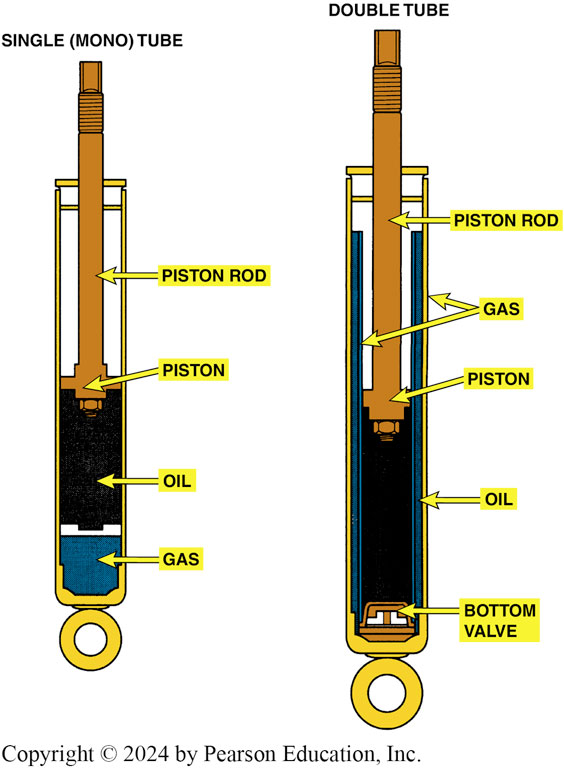 SINGLE (MONO) TUBE
PISTON ROD
PISTON
OIL
GAS
DOUBLE TUBE
PISTON ROD
GAS
PISTON
OIL
BOTTOM
VALVE
Copyright © 2024 by Pearson Education, Inc.